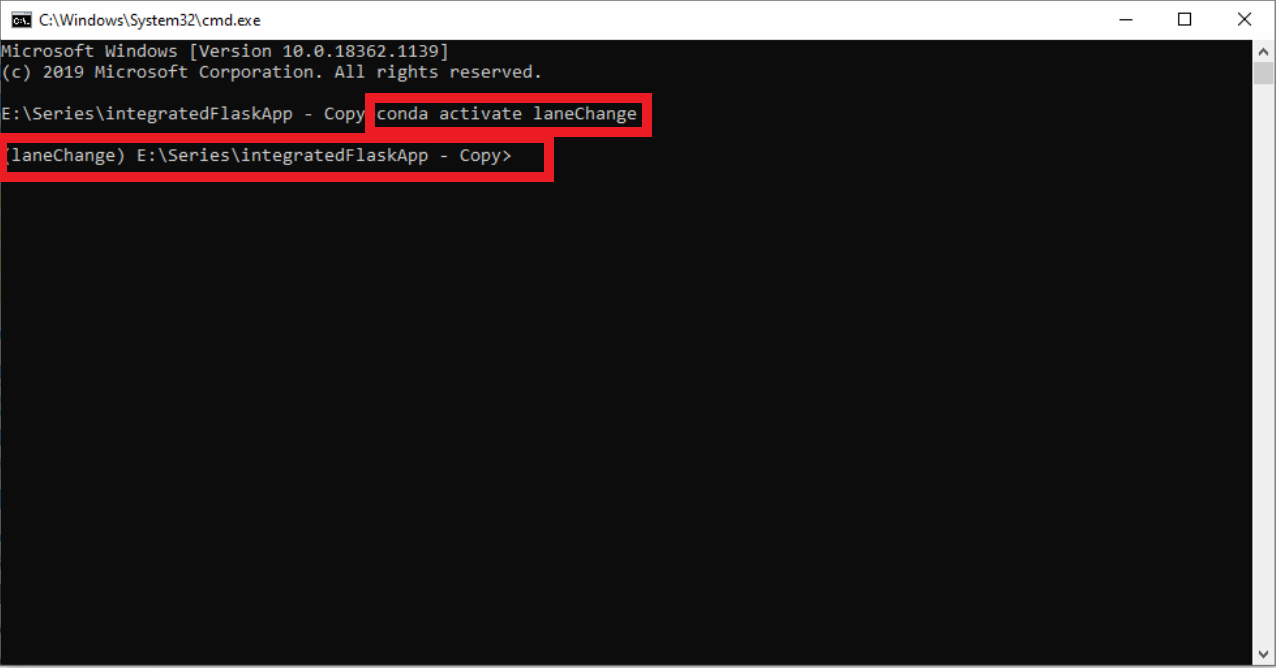 C:\Windows\System32\cmd.exe
Microsoft Windows [Version 10.0.18362.1139]
(c) 2019 Microsoft Corporation. All rights reserved.
E:\Series\integratedFlaskApp - Copy conda activate laneChange
(laneChange) E:\Series\integratedFlaskApp - Copy>